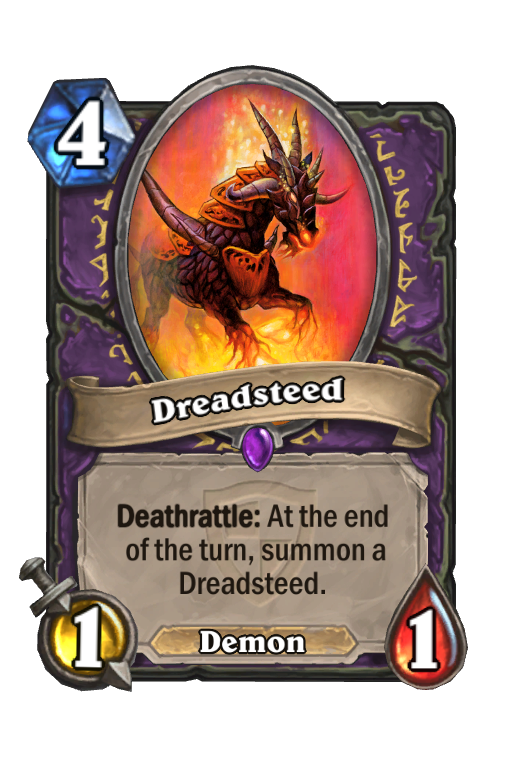 4
Dreadsteed
Deathrattle: At the end
of the turn, summon a
Dreadsteed.
1
Demon
1